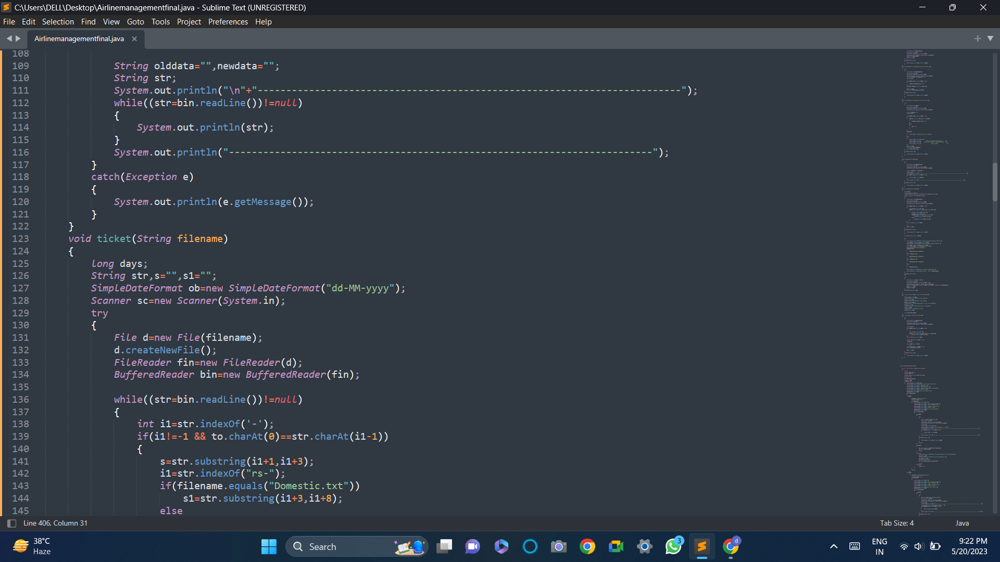 C:\Users\DELL\Desktop\Airlinemanagementfinal.java - Sublime Text (UNREGISTERED)
File Edit Selection Find View Goto Tools Project Preferences Help
Airlinemanagementfinal.java
108
109 String olddata="",newdata="";
110 String str;
111 System.out.println("\n"+"--------------------------------------------------------------------------");
112 while((str=bin.readLine())!=null)
113 {
114 System.out.println(str);
115 }
116 System.out.println("--------------------------------------------------------------------------");
117 }
118 catch(Exception e)
119 {
120 System.out.println(e.getMessage());
121 }
122 }
123 void ticket(String filename)
124 {
125 long days;
126 String str,s="",s1="";
127 SimpleDateFormat ob=new SimpleDateFormat("dd-MM-yyyy");
128 Scanner sc=new Scanner(System.in);
129 try
130 {
131 File d=new File(filename);
132 d.createNewFile();
133 FileReader fin=new FileReader(d);
134 BufferedReader bin=new BufferedReader(fin);
135
136 while((str=bin.readLine())!=null)
137 {
138 int i1=str.indexOf('-');
139 if(i1!=-1 && to.charAt(0)==str.charAt(i1-1))
140 {
141 s=str.substring(i1+1,i1+3);
142 i1=str.indexOf("rs-");
143 if(filename.equals("Domestic.txt"))
144 s1=str.substring(i1+3,i1+8);
145 else
Line 406, Column 31 Tab Size: 4 Java
38°C
Haze
Search
3
d
ENG
IN
9:22 PM
5/20/2023